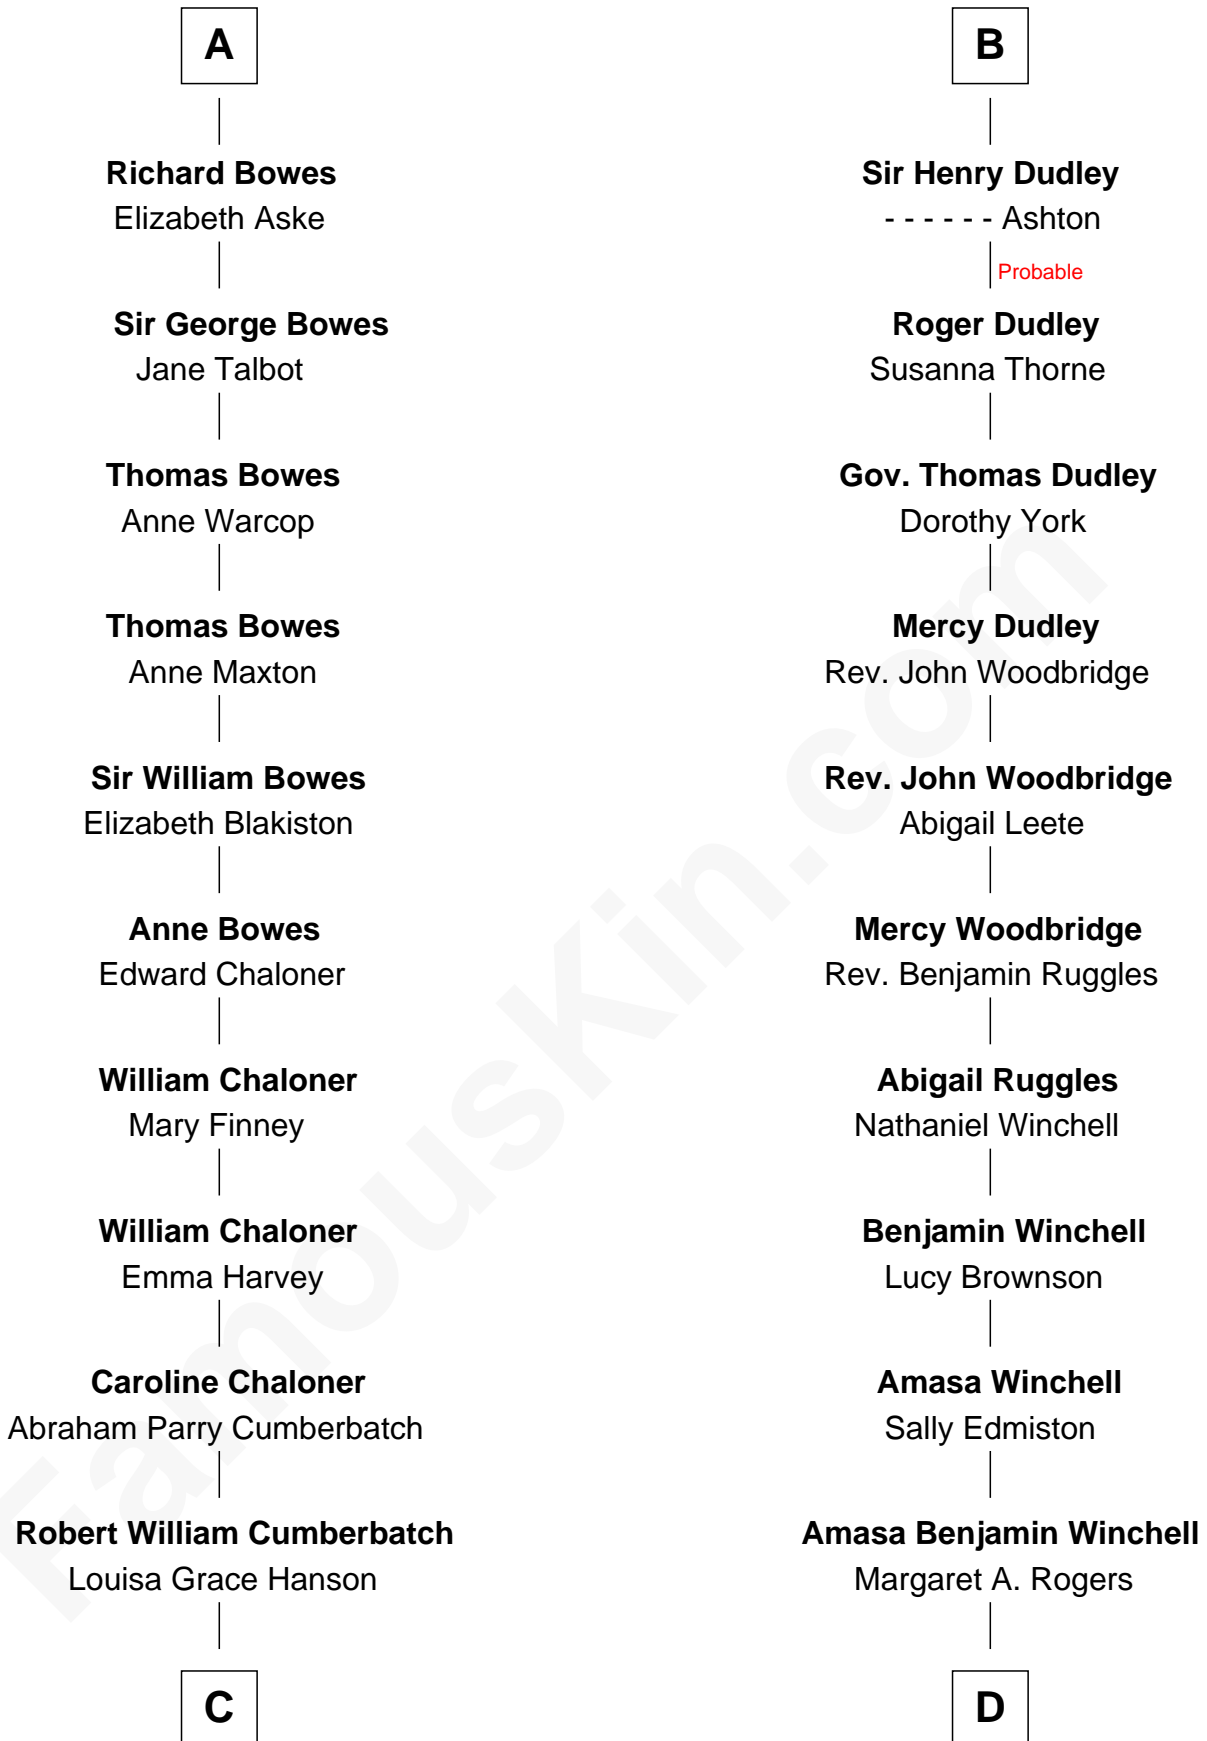 A
Richard Bowes
Elizabeth Aske
Sir George Bowes
Jane Talbot
Thomas Bowes
Anne Warcop
Thomas Bowes
Anne Maxton
Sir William Bowes
Elizabeth Blakiston
Anne Bowes
Edward Chaloner
William Chaloner
Mary Finney
William Chaloner
Emma Harvey
Caroline Chaloner
Abraham Parry Cumberbatch
Robert William Cumberbatch
Louisa Grace Hanson
C
B
Sir Henry Dudley
- - - - - - Ashton
Probable
Roger Dudley
Susanna Thorne
Gov. Thomas Dudley
Dorothy York
Mercy Dudley
Rev. John Woodbridge
Rev. John Woodbridge
Abigail Leete
Mercy Woodbridge
Rev. Benjamin Ruggles
Abigail Ruggles
Nathaniel Winchell
Benjamin Winchell
Lucy Brownson
Amasa Winchell
Sally Edmiston
Amasa Benjamin Winchell
Margaret A. Rogers
D
FamousKin.com